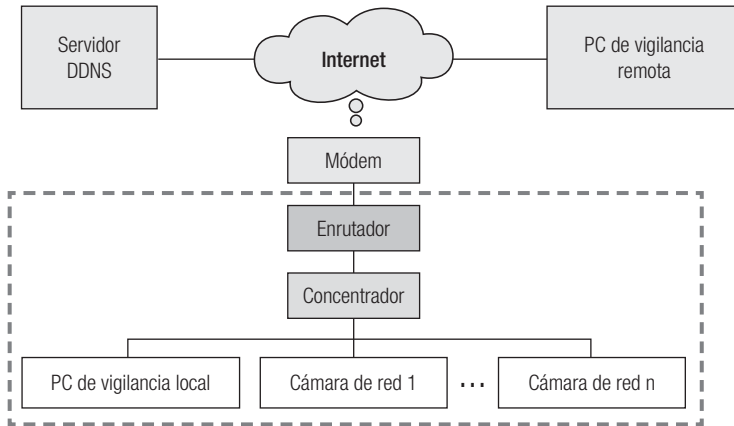 Servidor
DDNS
Internet
PC de vigilancia
remota
Módem
Enrutador
Concentrador
PC de vigilancia local
Cámara de red 1
...
Cámara de red n